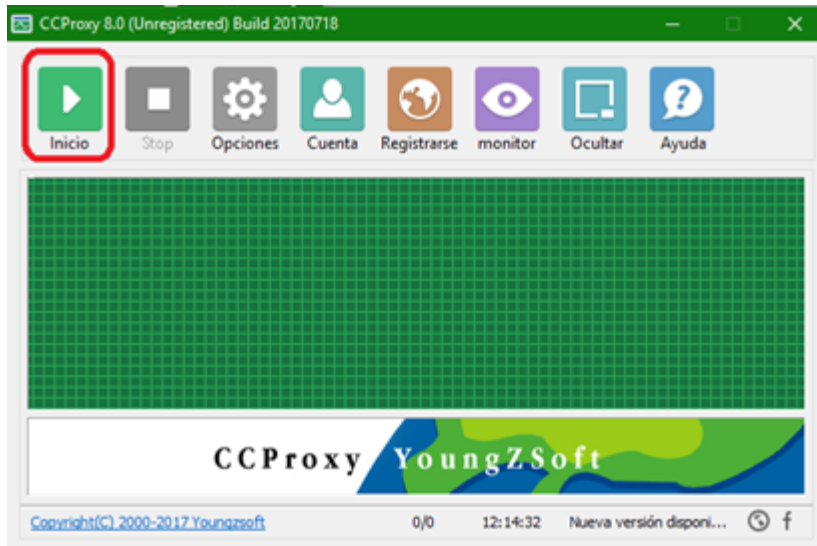 CCProxy 8.0 (Unregistered) Build 20170718
Inicio Stop Opciones Cuenta Registrarse monitor Ocultar Ayuda
CCProxy YoungZSoft
Copyright(C) 2000-2017 Youngzsoft 0/0 12:14:32 Nueva versión disponi...